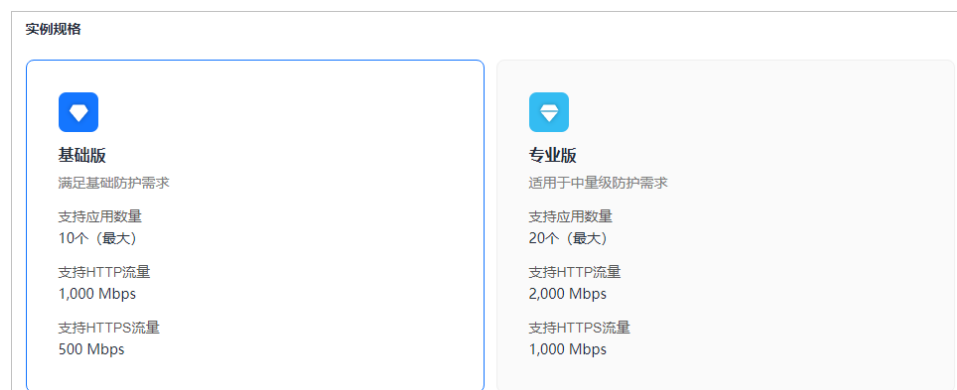 实例规格
基础版
满足基础防护需求
支持应用数量
10个（最大）
支持HTTP流量
1,000 Mbps
支持HTTPS流量
500 Mbps
专业版
适用于中量级防护需求
支持应用数量
20个（最大）
支持HTTP流量
2,000 Mbps
支持HTTPS流量
1,000 Mbps